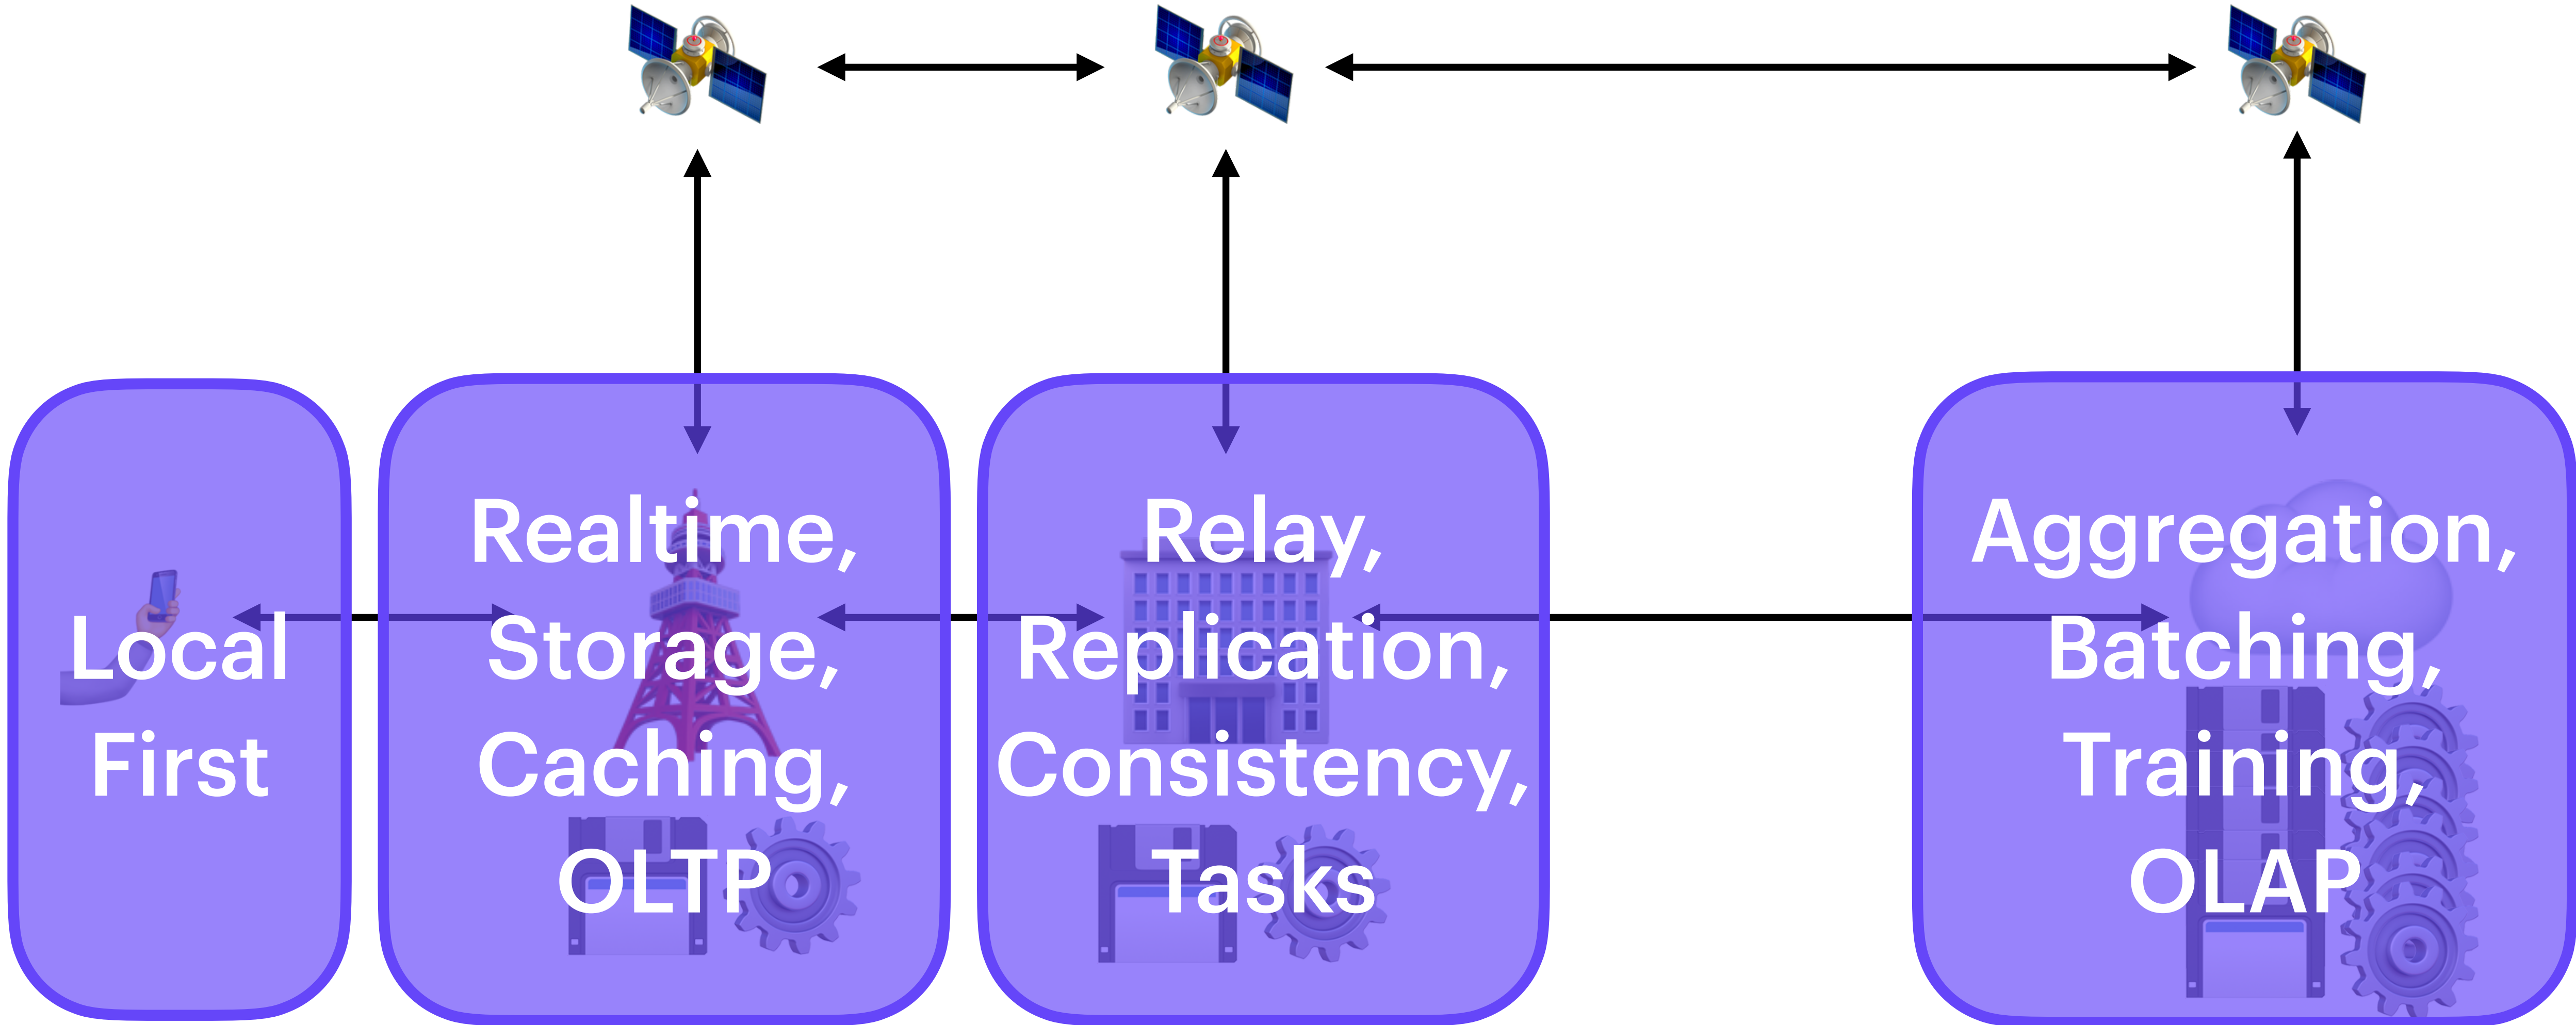 Local
First
Realtime,
Storage,
Caching,
OLTP
Relay,
Replication,
Consistency,
Tasks
Aggregation,
Batching,
Training,
OLAP